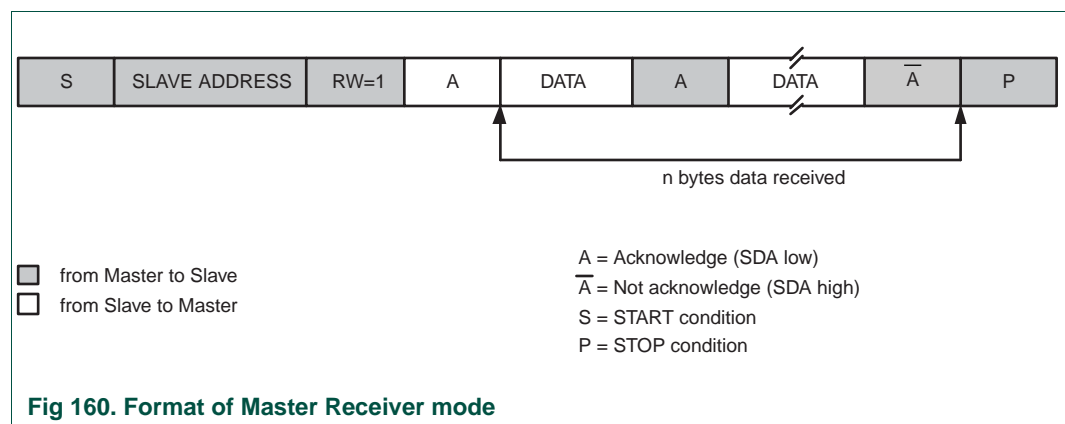 S SLAVE ADDRESS RW=1 A DATA A DATA A̅ P
n bytes data received
from Master to Slave
from Slave to Master
A = Acknowledge (SDA low)
A̅ = Not acknowledge (SDA high)
S = START condition
P = STOP condition
Fig 160. Format of Master Receiver mode